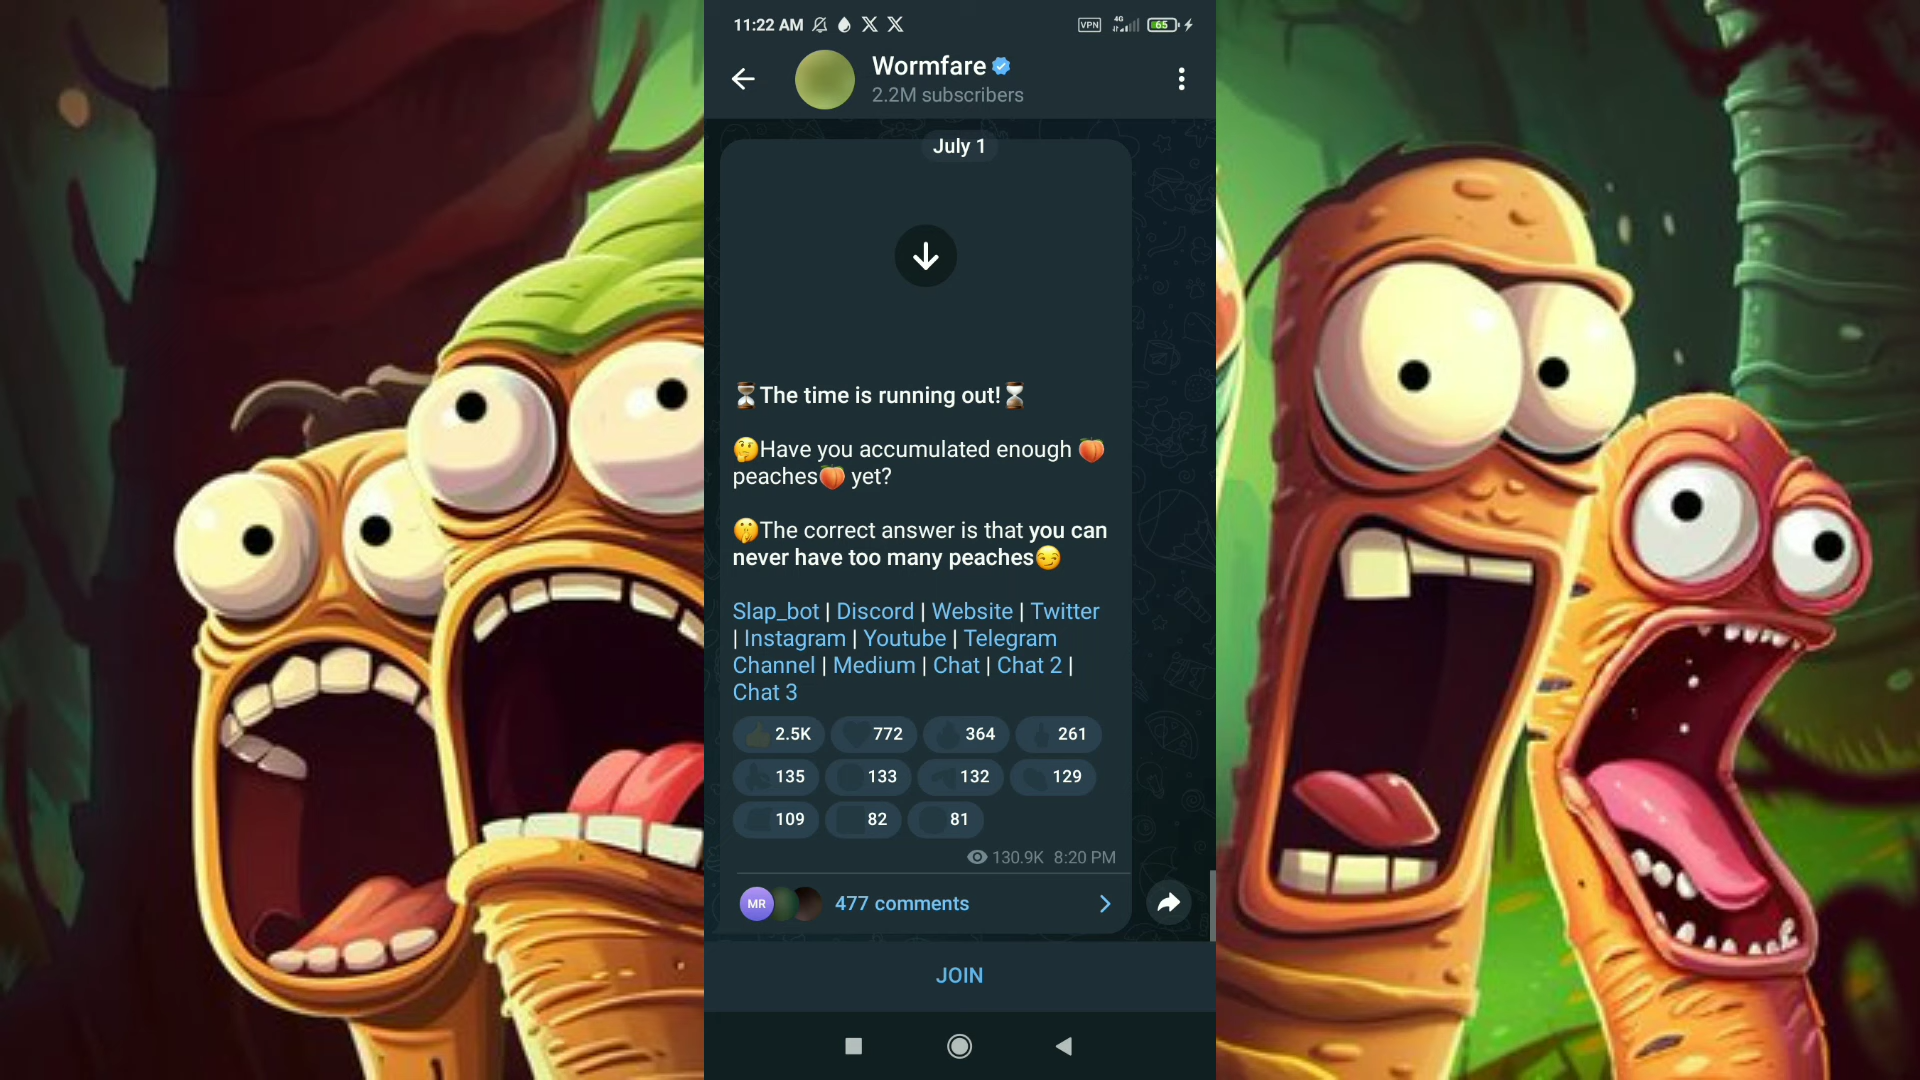 11:22 AM
VPN
4G
65
Wormfare
2.2M subscribers
July 1
⏳The time is running out!⏳
🤔Have you accumulated enough 🍑
peaches🍑 yet?
🤫The correct answer is that you can
never have too many peaches😏
Slap_bot | Discord | Website | Twitter
| Instagram | Youtube | Telegram
Channel | Medium | Chat | Chat 2 |
Chat 3
2.5K 772 364 261
135 133 132 129
109 82 81
130.9K 8:20 PM
MR 477 comments
JOIN